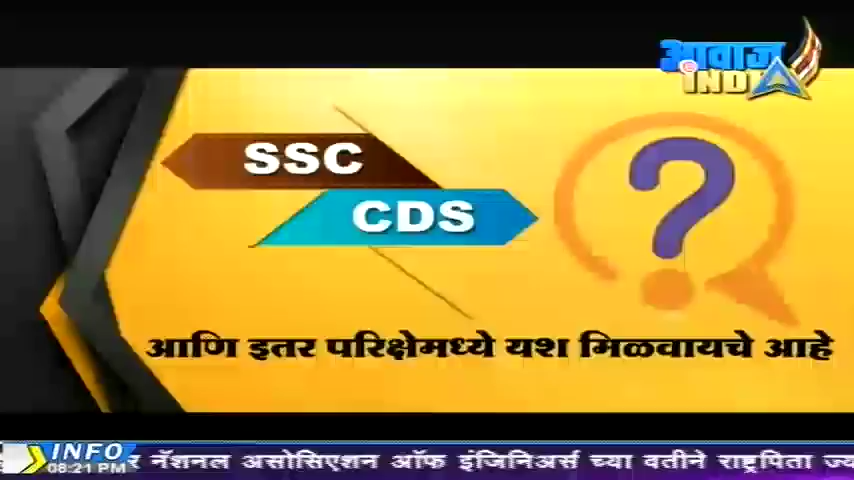 आवाज
INDIA
SSC
CDS
?
आणि इतर परिक्षेमध्ये यश मिळवायचे आहे
INFO
08:21 PM
र नॅशनल असोसिएशन ऑफ इंजिनिअर्स च्या वतीने राष्ट्रपिता ज्य